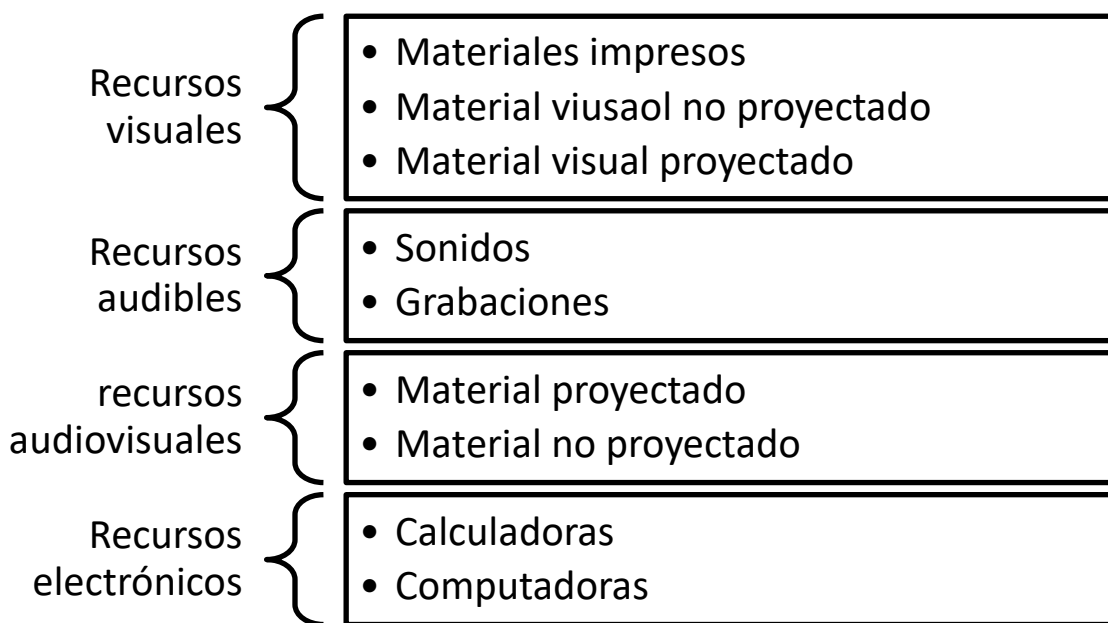 Recursos
visuales
• Materiales impresos
• Material viusaol no proyectado
• Material visual proyectado
Recursos
audibles
• Sonidos
• Grabaciones
recursos
audiovisuales
• Material proyectado
• Material no proyectado
Recursos
electrónicos
• Calculadoras
• Computadoras